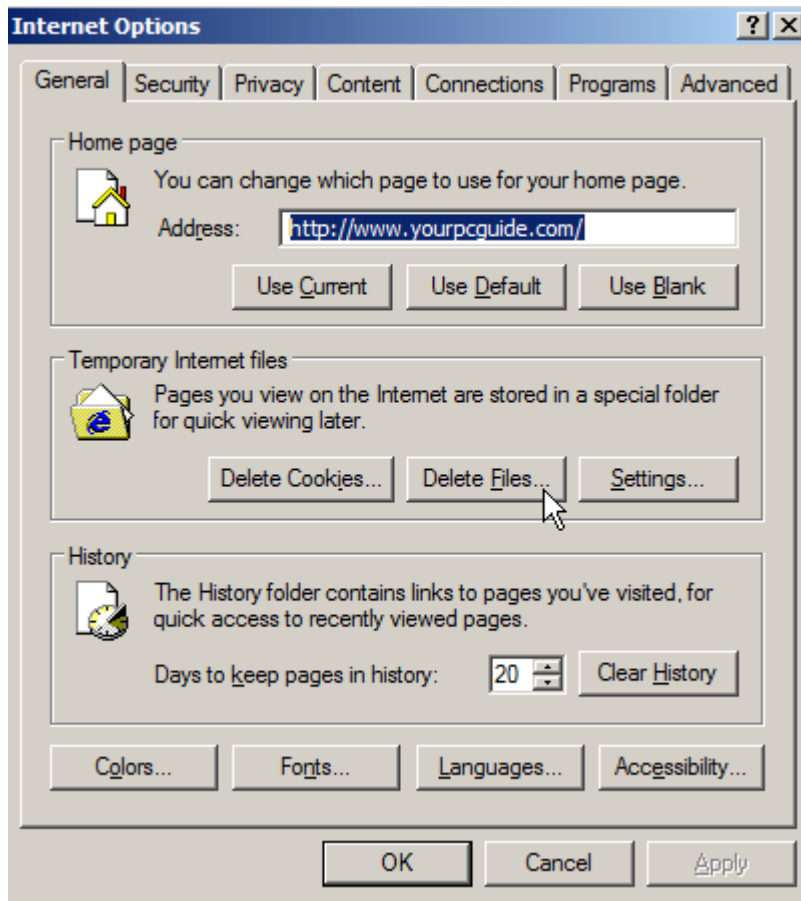 Internet Options
General Security Privacy Content Connections Programs Advanced
Home page
You can change which page to use for your home page.
Address: http://www.yourpcguide.com/
Use Current Use Default Use Blank
Temporary Internet files
Pages you view on the Internet are stored in a special folder
for quick viewing later.
Delete Cookies... Delete Files... Settings...
History
The History folder contains links to pages you've visited, for
quick access to recently viewed pages.
Days to keep pages in history: 20 Clear History
Colors... Fonts... Languages... Accessibility...
OK Cancel Apply